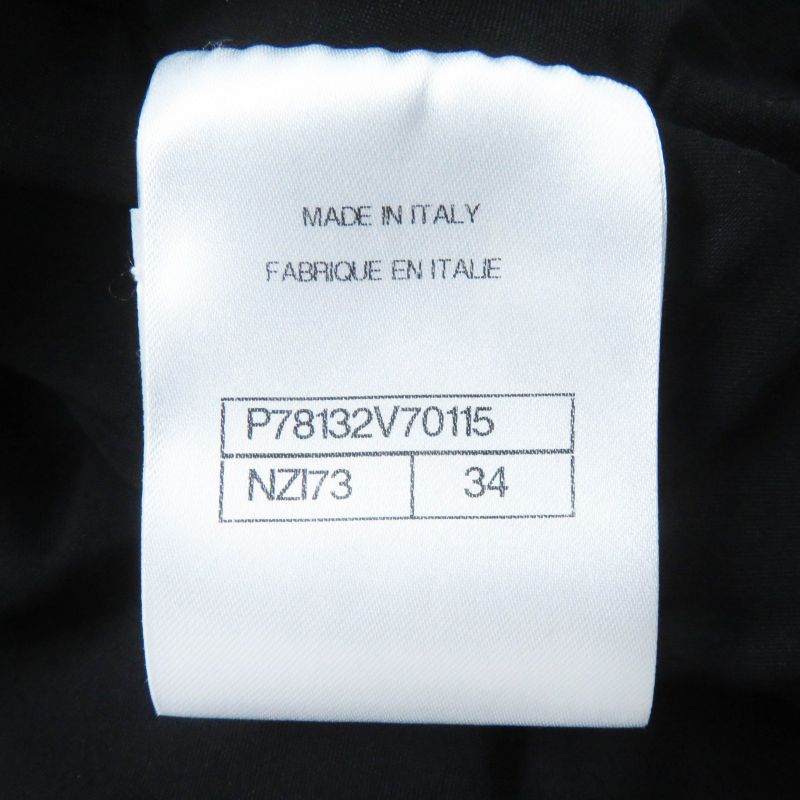 MADE IN ITALY
FABRIQUE EN ITALIE
P78132V70115
NZI73 34